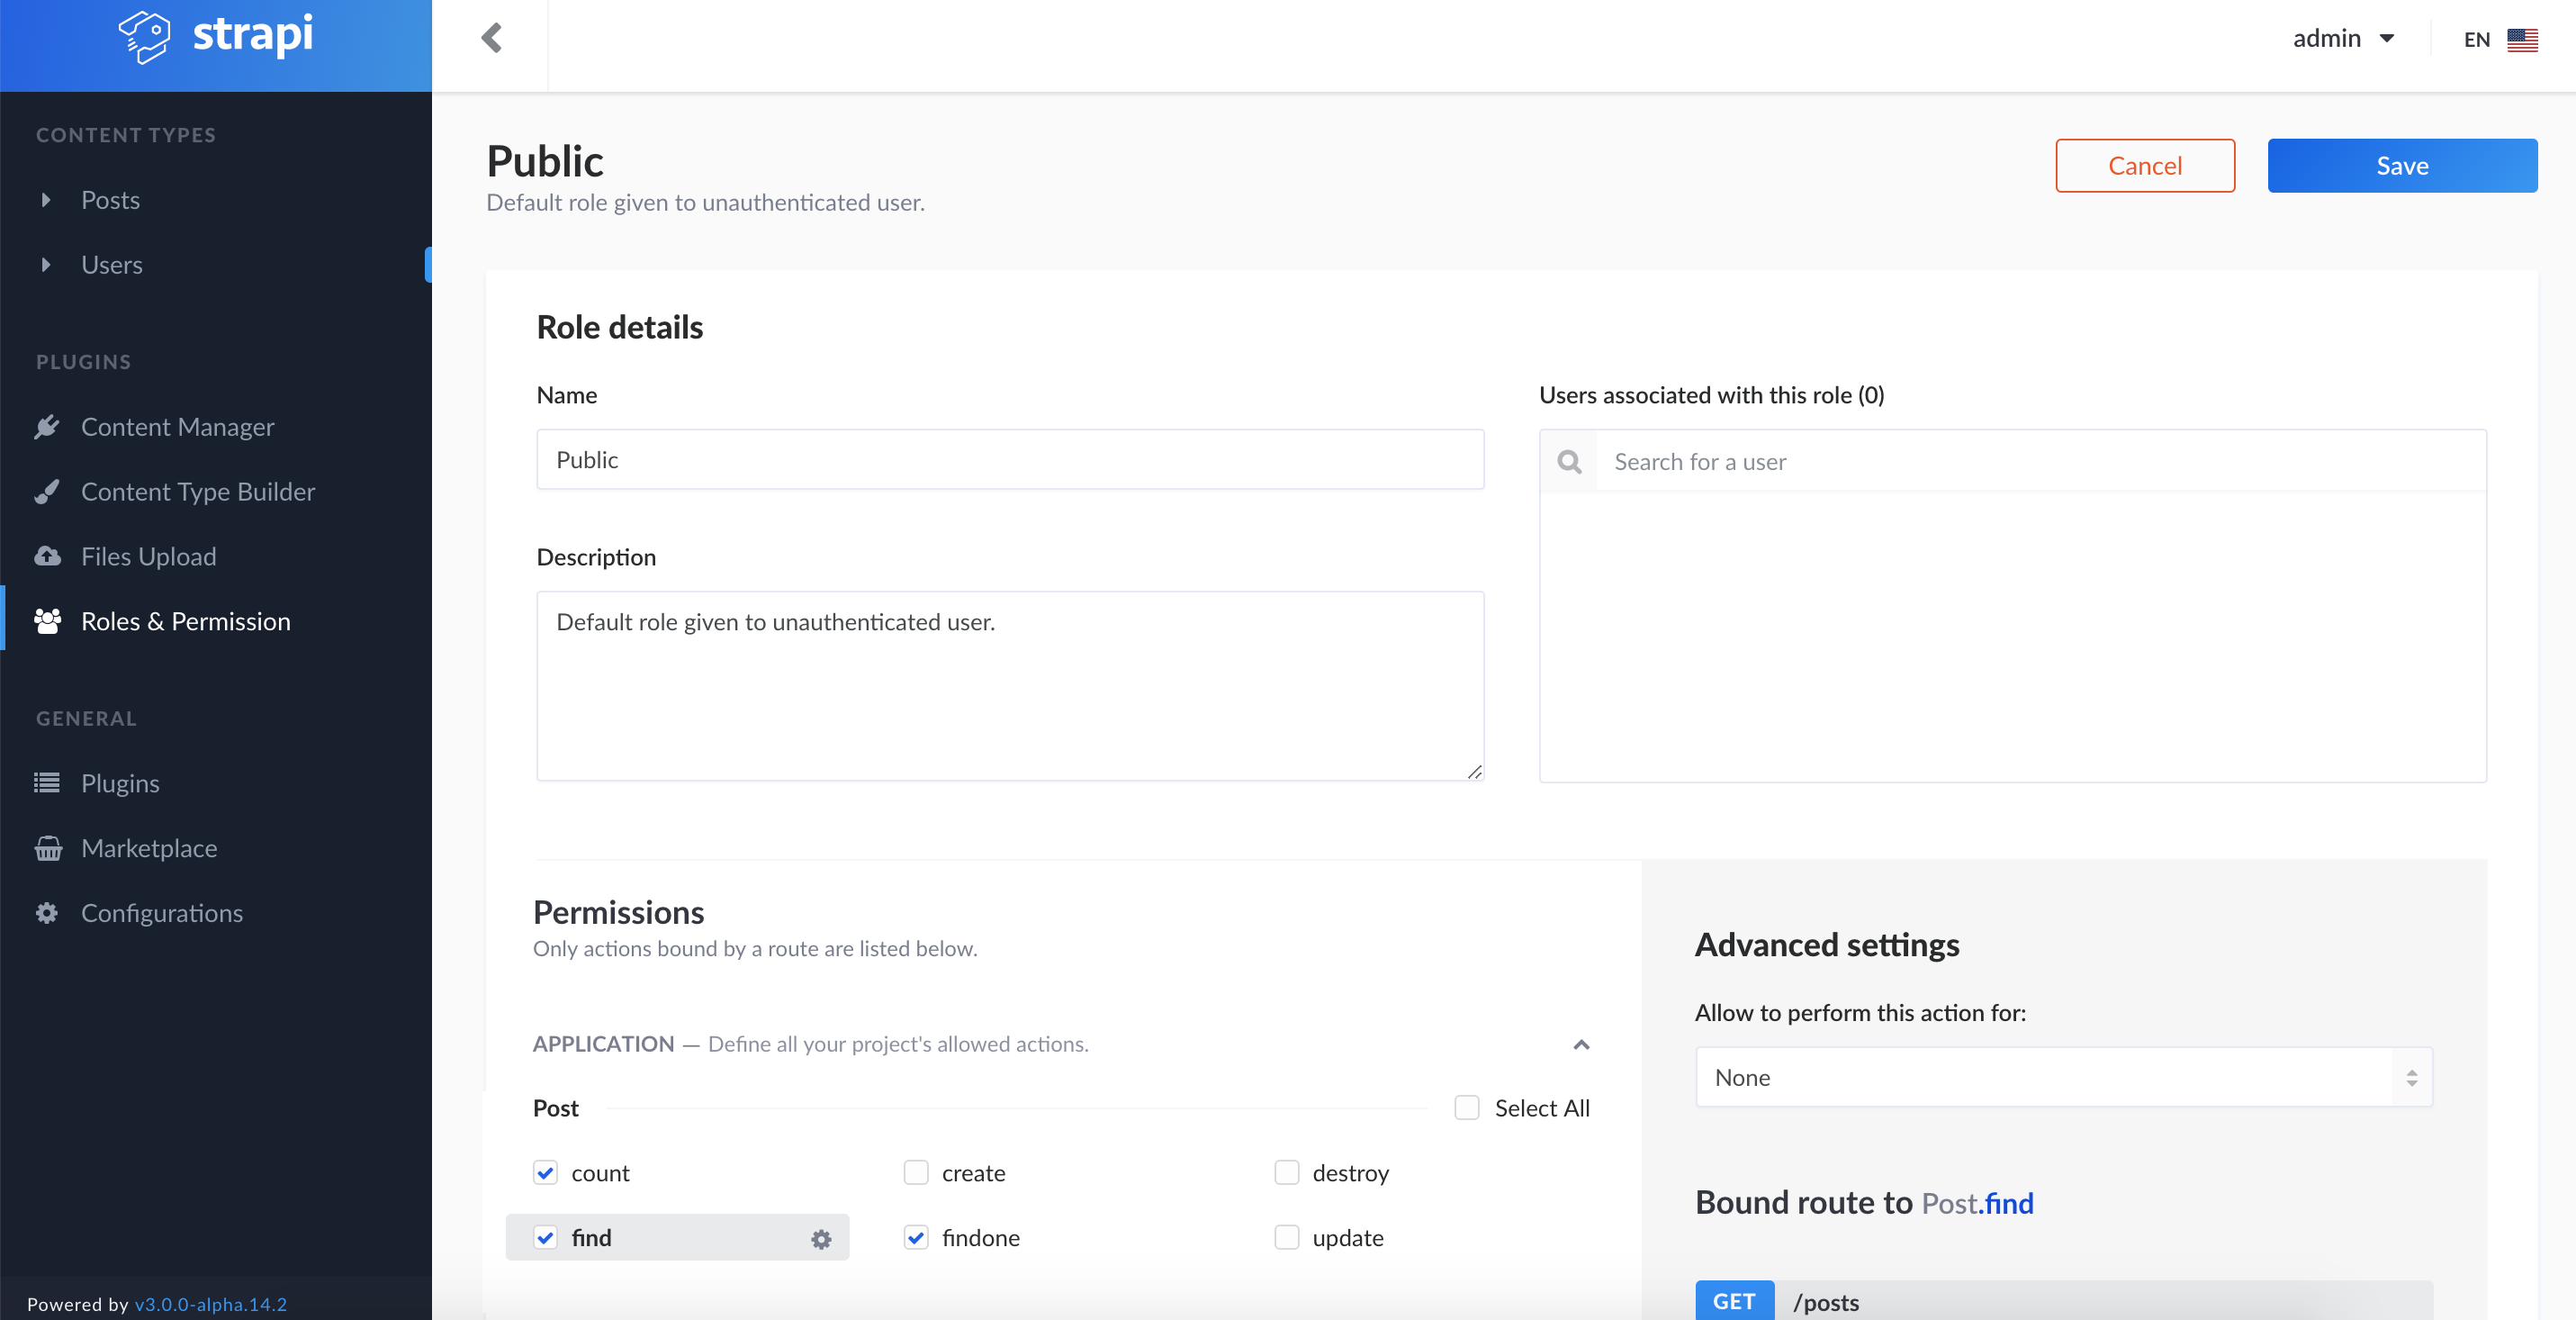 strapi
admin
EN
CONTENT TYPES
Posts
Users
PLUGINS
Content Manager
Content Type Builder
Files Upload
Roles & Permission
GENERAL
Plugins
Marketplace
Configurations
Powered by v3.0.0-alpha.14.2
Public
Default role given to unauthenticated user.
Cancel
Save
Role details
Name
Public
Users associated with this role (0)
Search for a user
Description
Default role given to unauthenticated user.
Permissions
Only actions bound by a route are listed below.
APPLICATION — Define all your project's allowed actions.
Post
Select All
count
create
destroy
find
findone
update
Advanced settings
Allow to perform this action for:
None
Bound route to Post.find
GET /posts